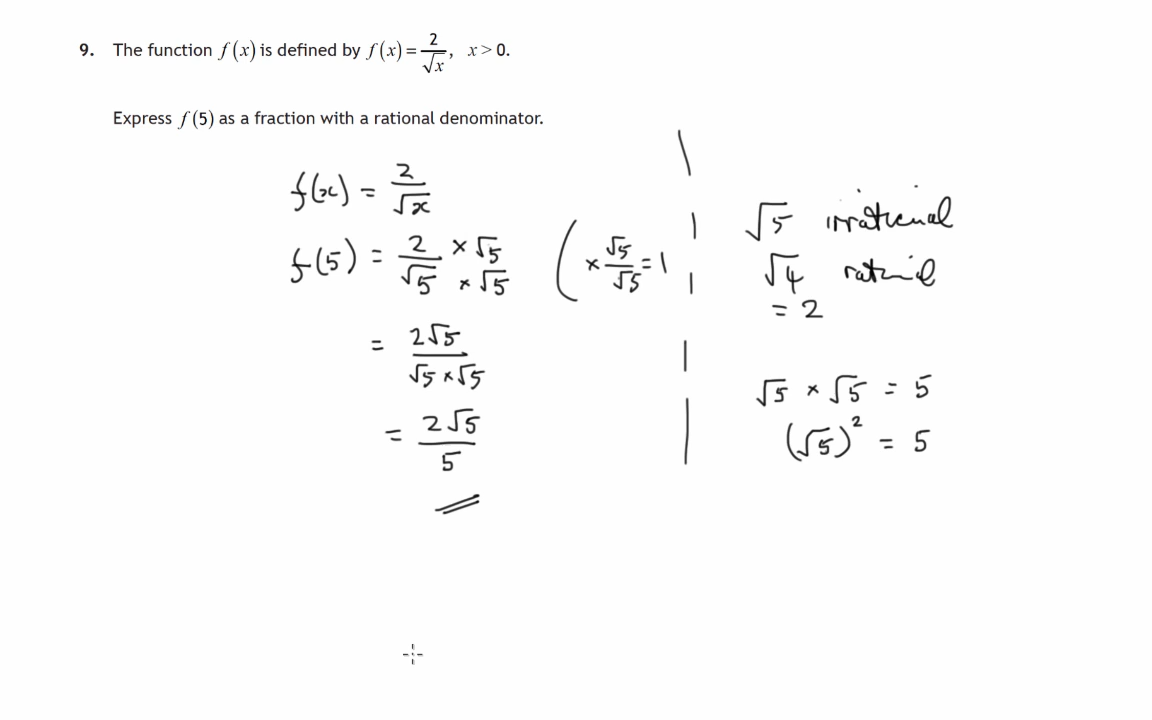 9. The function f(x) is defined by f(x) = 2/√x, x > 0.
Express f(5) as a fraction with a rational denominator.
f(x) = 2/√x
f(5) = 2/√5 × √5/× √5 ( × √5/√5 = 1
= 2√5/√5 × √5
= 2√5/5
√5 irrational
√4 rational
= 2
√5 × √5 = 5
(√5)² = 5